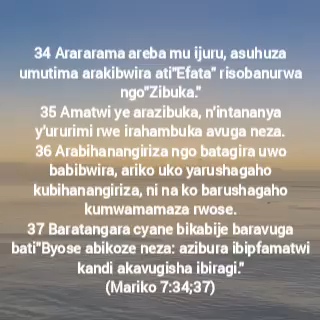 34 Arararama areba mu ijuru, asuhuza
umutima arakibwira ati"Efata" risobanurwa
ngo"Zibuka."
35 Amatwi ye arazibuka, n'intananya
y'ururimi rwe irahambuka avuga neza.
36 Arabihanangiriza ngo batagira uwo
babibwira, ariko uko yarushagaho
kubihanangiriza, ni na ko barushagaho
kumwamamaza rwose.
37 Baratangara cyane bikabije baravuga
bati"Byose abikoze neza: azibura ibipfamatwi
kandi akavugisha ibiragi."
(Mariko 7:34;37)